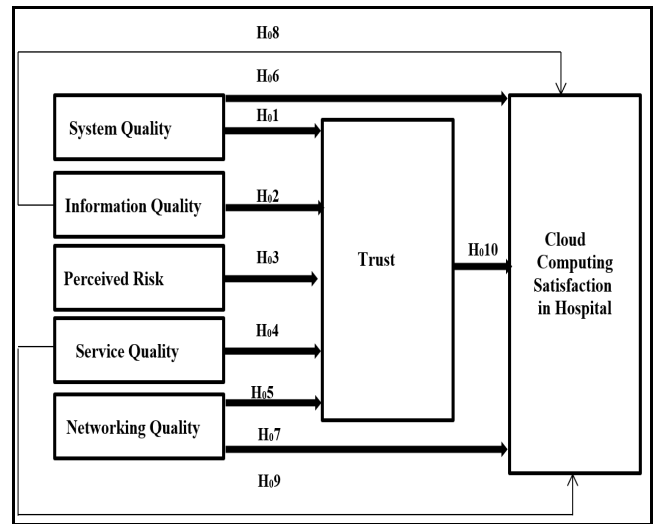 H₀8
H₀6
System Quality
H₀1
Information Quality
H₀2
Perceived Risk
H₀3
Service Quality
H₀4
Networking Quality
H₀5
H₀7
H₀9
Trust
H₀10
Cloud
Computing
Satisfaction
in Hospital